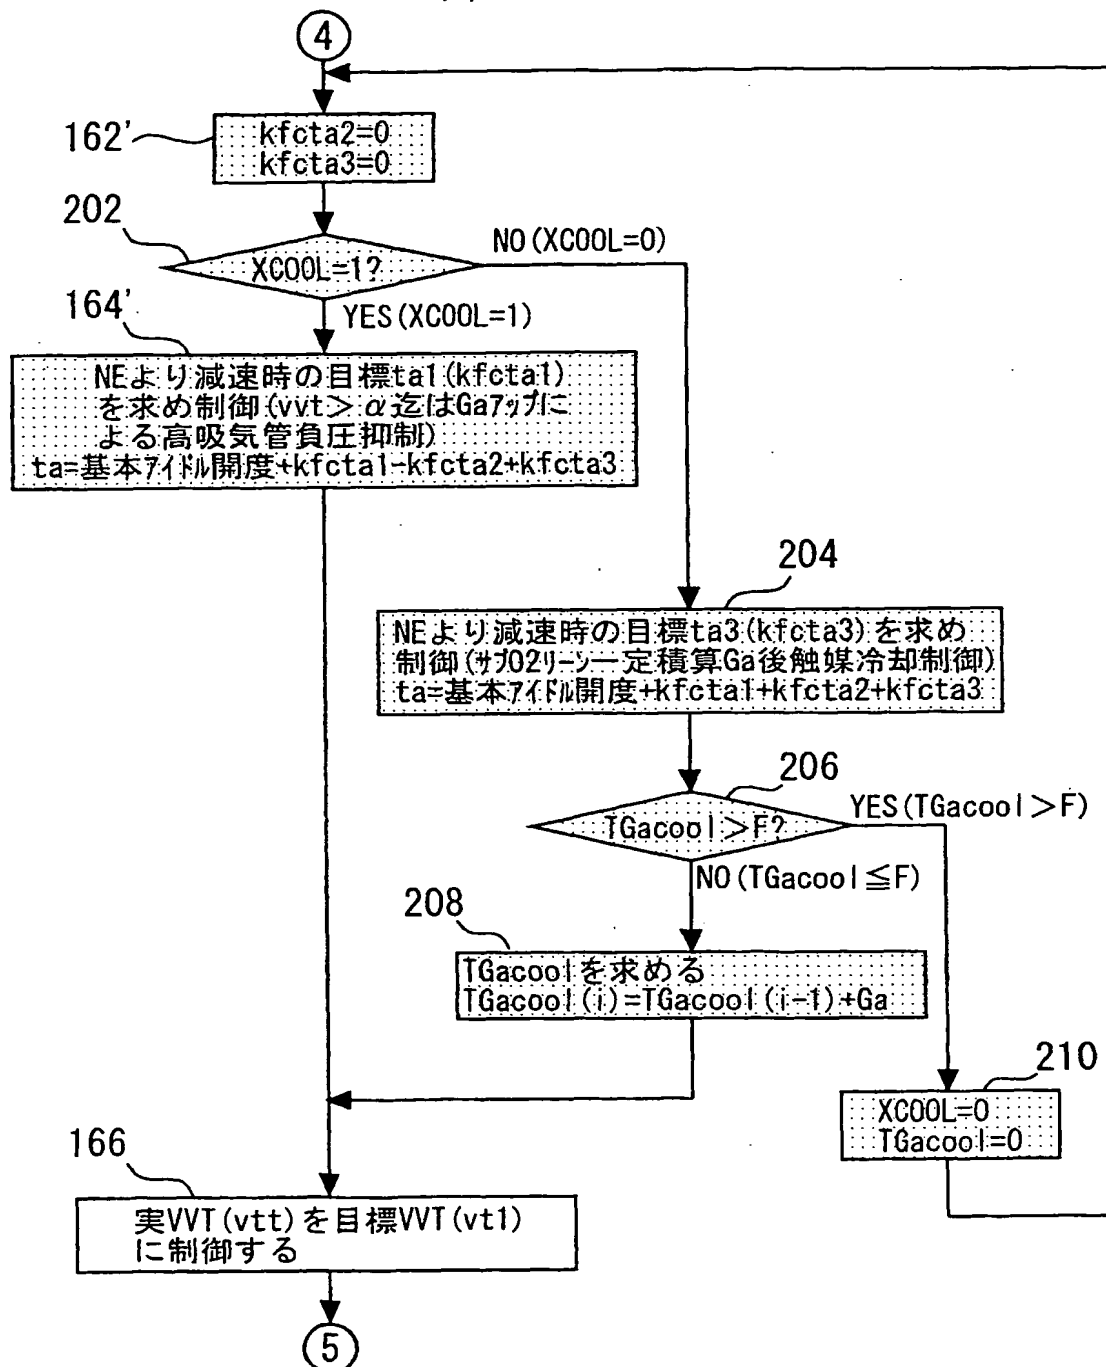 4
162'
kfcta2=0
kfcta3=0
202
XCOOL=1?
NO(XCOOL=0)
YES(XCOOL=1)
164'
NEより減速時の目標ta1(kfcta1)
を求め制御(vvt>α迄はGaｱｯﾌﾟに
よる高吸気管負圧抑制)
ta=基本ｱｲﾄﾞﾙ開度+kfcta1-kfcta2+kfcta3
204
NEより減速時の目標ta3(kfcta3)を求め
制御(ｻﾌﾞO2ﾘｰﾝ一定積算Ga後触媒冷却制御)
ta=基本ｱｲﾄﾞﾙ開度+kfcta1+kfcta2+kfcta3
206
TGacool>F?
YES(TGacool>F)
NO(TGacool≦F)
208
TGacoolを求める
TGacool(i)=TGacool(i-1)+Ga
210
XCOOL=0
TGacool=0
166
実VVT(vtt)を目標VVT(vt1)
に制御する
5